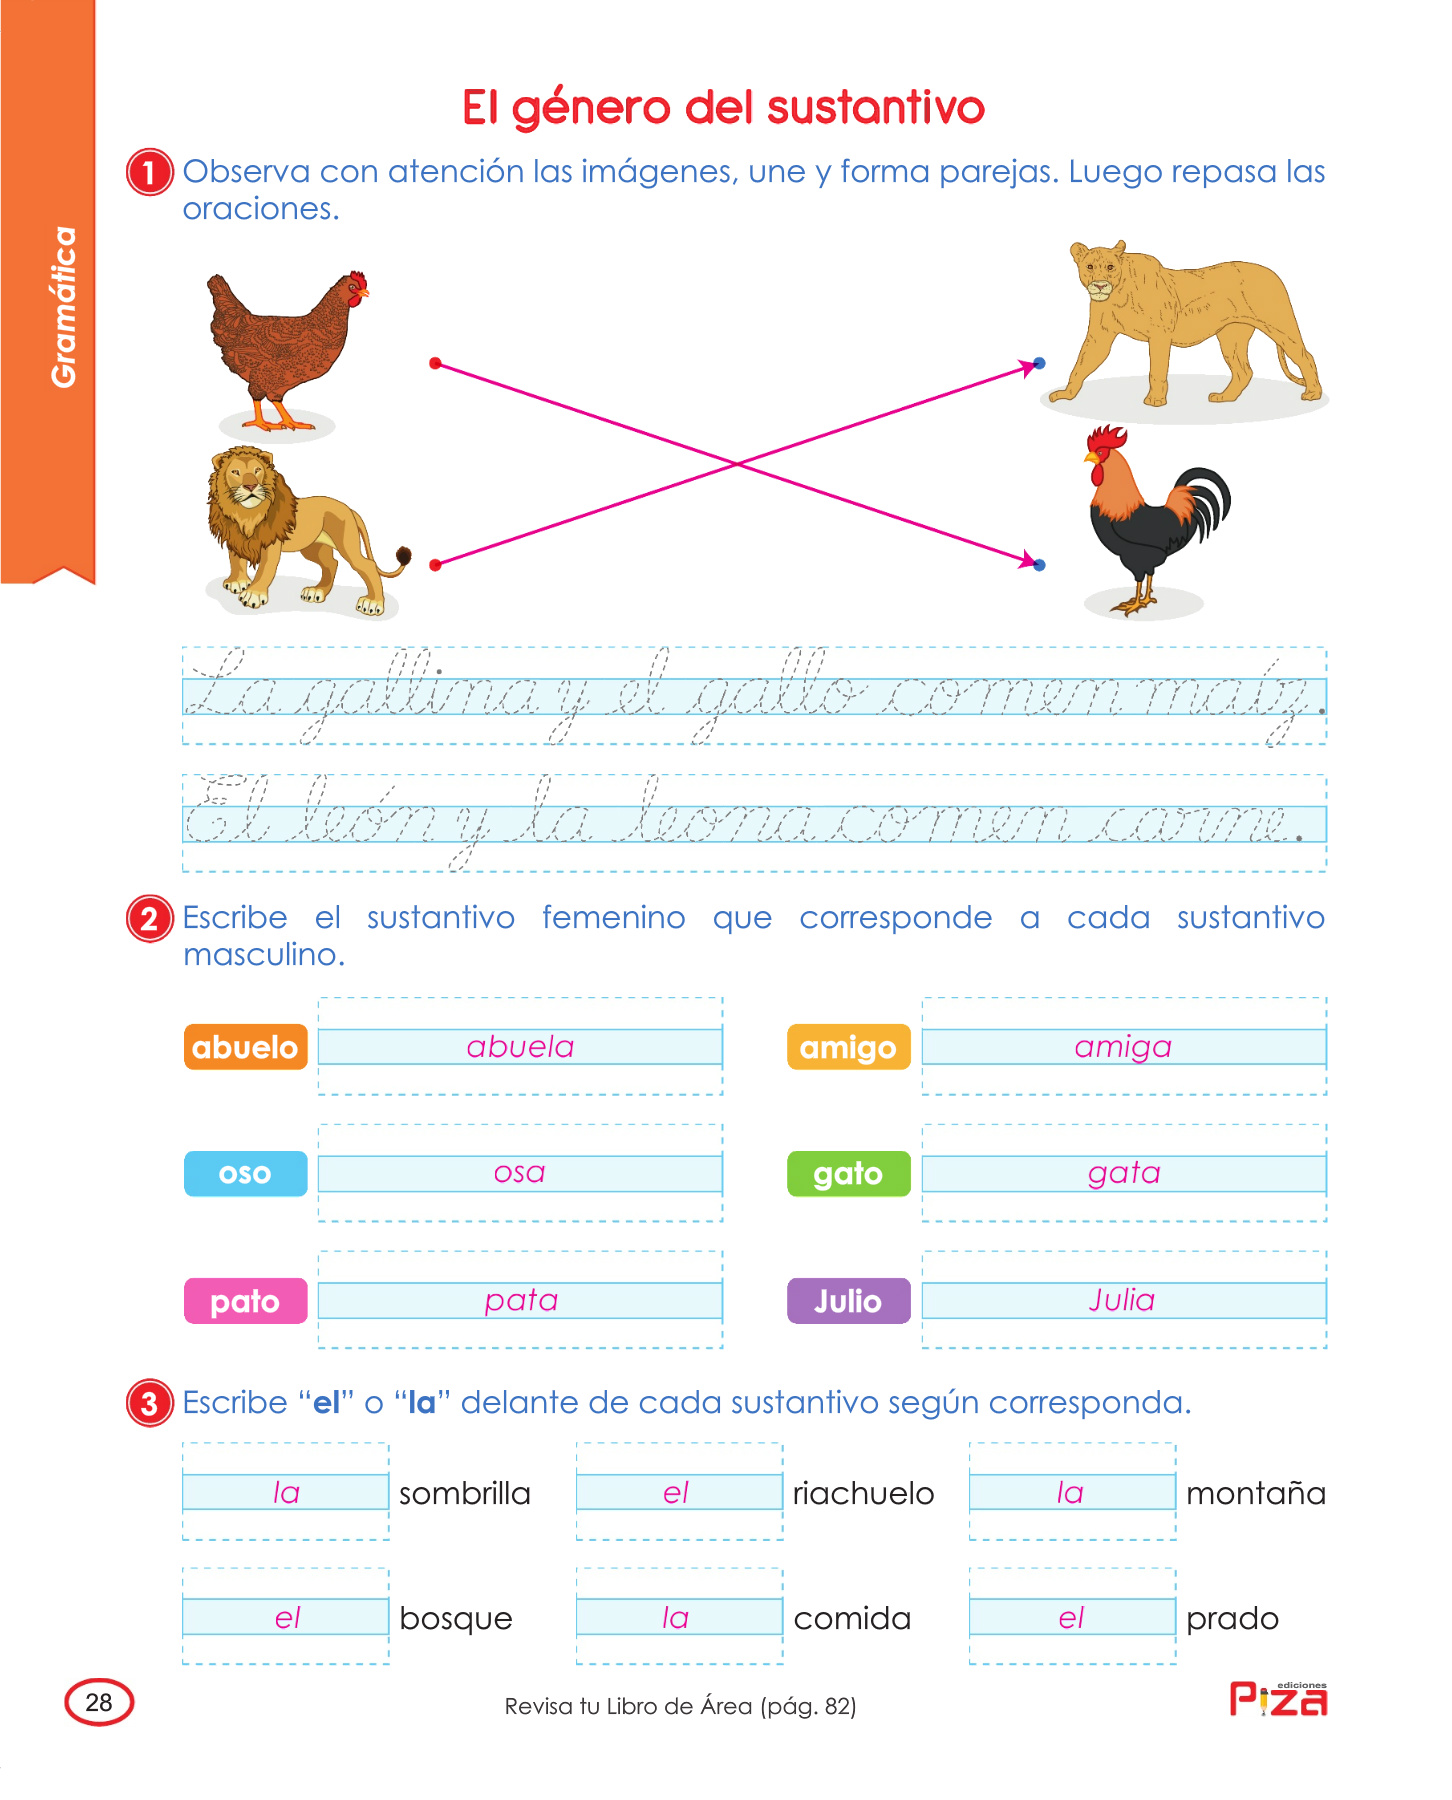 Gramática
El género del sustantivo
1 Observa con atención las imágenes, une y forma parejas. Luego repasa las
oraciones.
La gallina y el gallo comen maíz.
El león y la leona comen carne.
2 Escribe el sustantivo femenino que corresponde a cada sustantivo
masculino.
abuelo abuela amigo amiga
oso osa gato gata
pato pata Julio Julia
3 Escribe “el” o “la” delante de cada sustantivo según corresponda.
la sombrilla el riachuelo la montaña
el bosque la comida el prado
28 Revisa tu Libro de Área (pág. 82) ediciones Piza